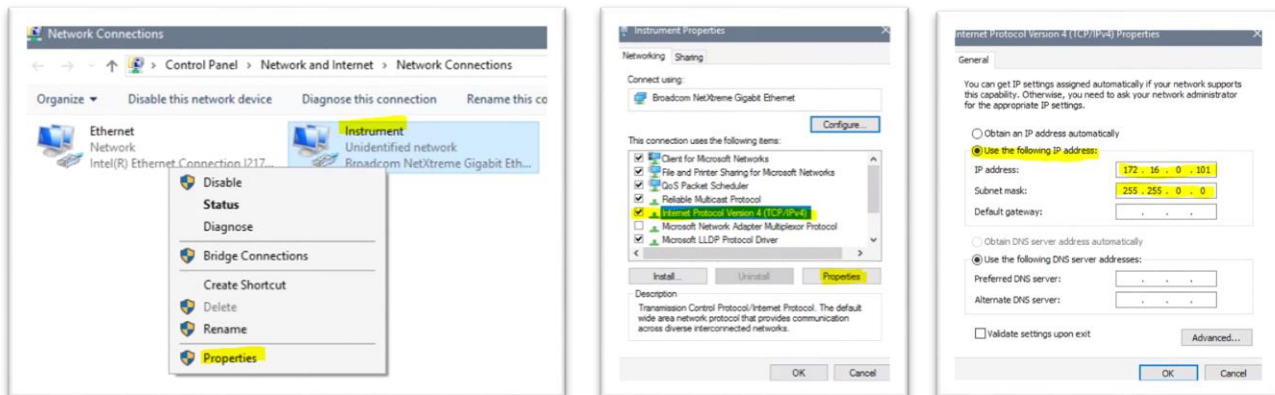 Network Connections
Control Panel > Network and Internet > Network Connections
Organize Disable this network device Diagnose this connection Rename this co
Ethernet
Network
Intel(R) Ethernet Connection I217...
Instrument
Unidentified network
Broadcom NetXtreme Gigabit Eth...
Disable
Status
Diagnose
Bridge Connections
Create Shortcut
Delete
Rename
Properties
Instrument Properties
Networking Sharing
Connect using:
Broadcom NetXtreme Gigabit Ethernet
Configure...
This connection uses the following items:
Client for Microsoft Networks
File and Printer Sharing for Microsoft Networks
QoS Packet Scheduler
Reliable Multicast Protocol
Internet Protocol Version 4 (TCP/IPv4)
Microsoft Network Adapter Multiplexor Protocol
Microsoft LLDP Protocol Driver
Install... Uninstall Properties
Description
Transmission Control Protocol/Internet Protocol. The default
wide area network protocol that provides communication
across diverse interconnected networks.
OK Cancel
Internet Protocol Version 4 (TCP/IPv4) Properties
General
You can get IP settings assigned automatically if your network supports
this capability. Otherwise, you need to ask your network administrator
for the appropriate IP settings.
Obtain an IP address automatically
Use the following IP address:
IP address: 172 . 16 . 0 . 101
Subnet mask: 255 . 255 . 0 . 0
Default gateway: . . .
Obtain DNS server address automatically
Use the following DNS server addresses:
Preferred DNS server: . . .
Alternate DNS server: . . .
Validate settings upon exit
Advanced...
OK Cancel